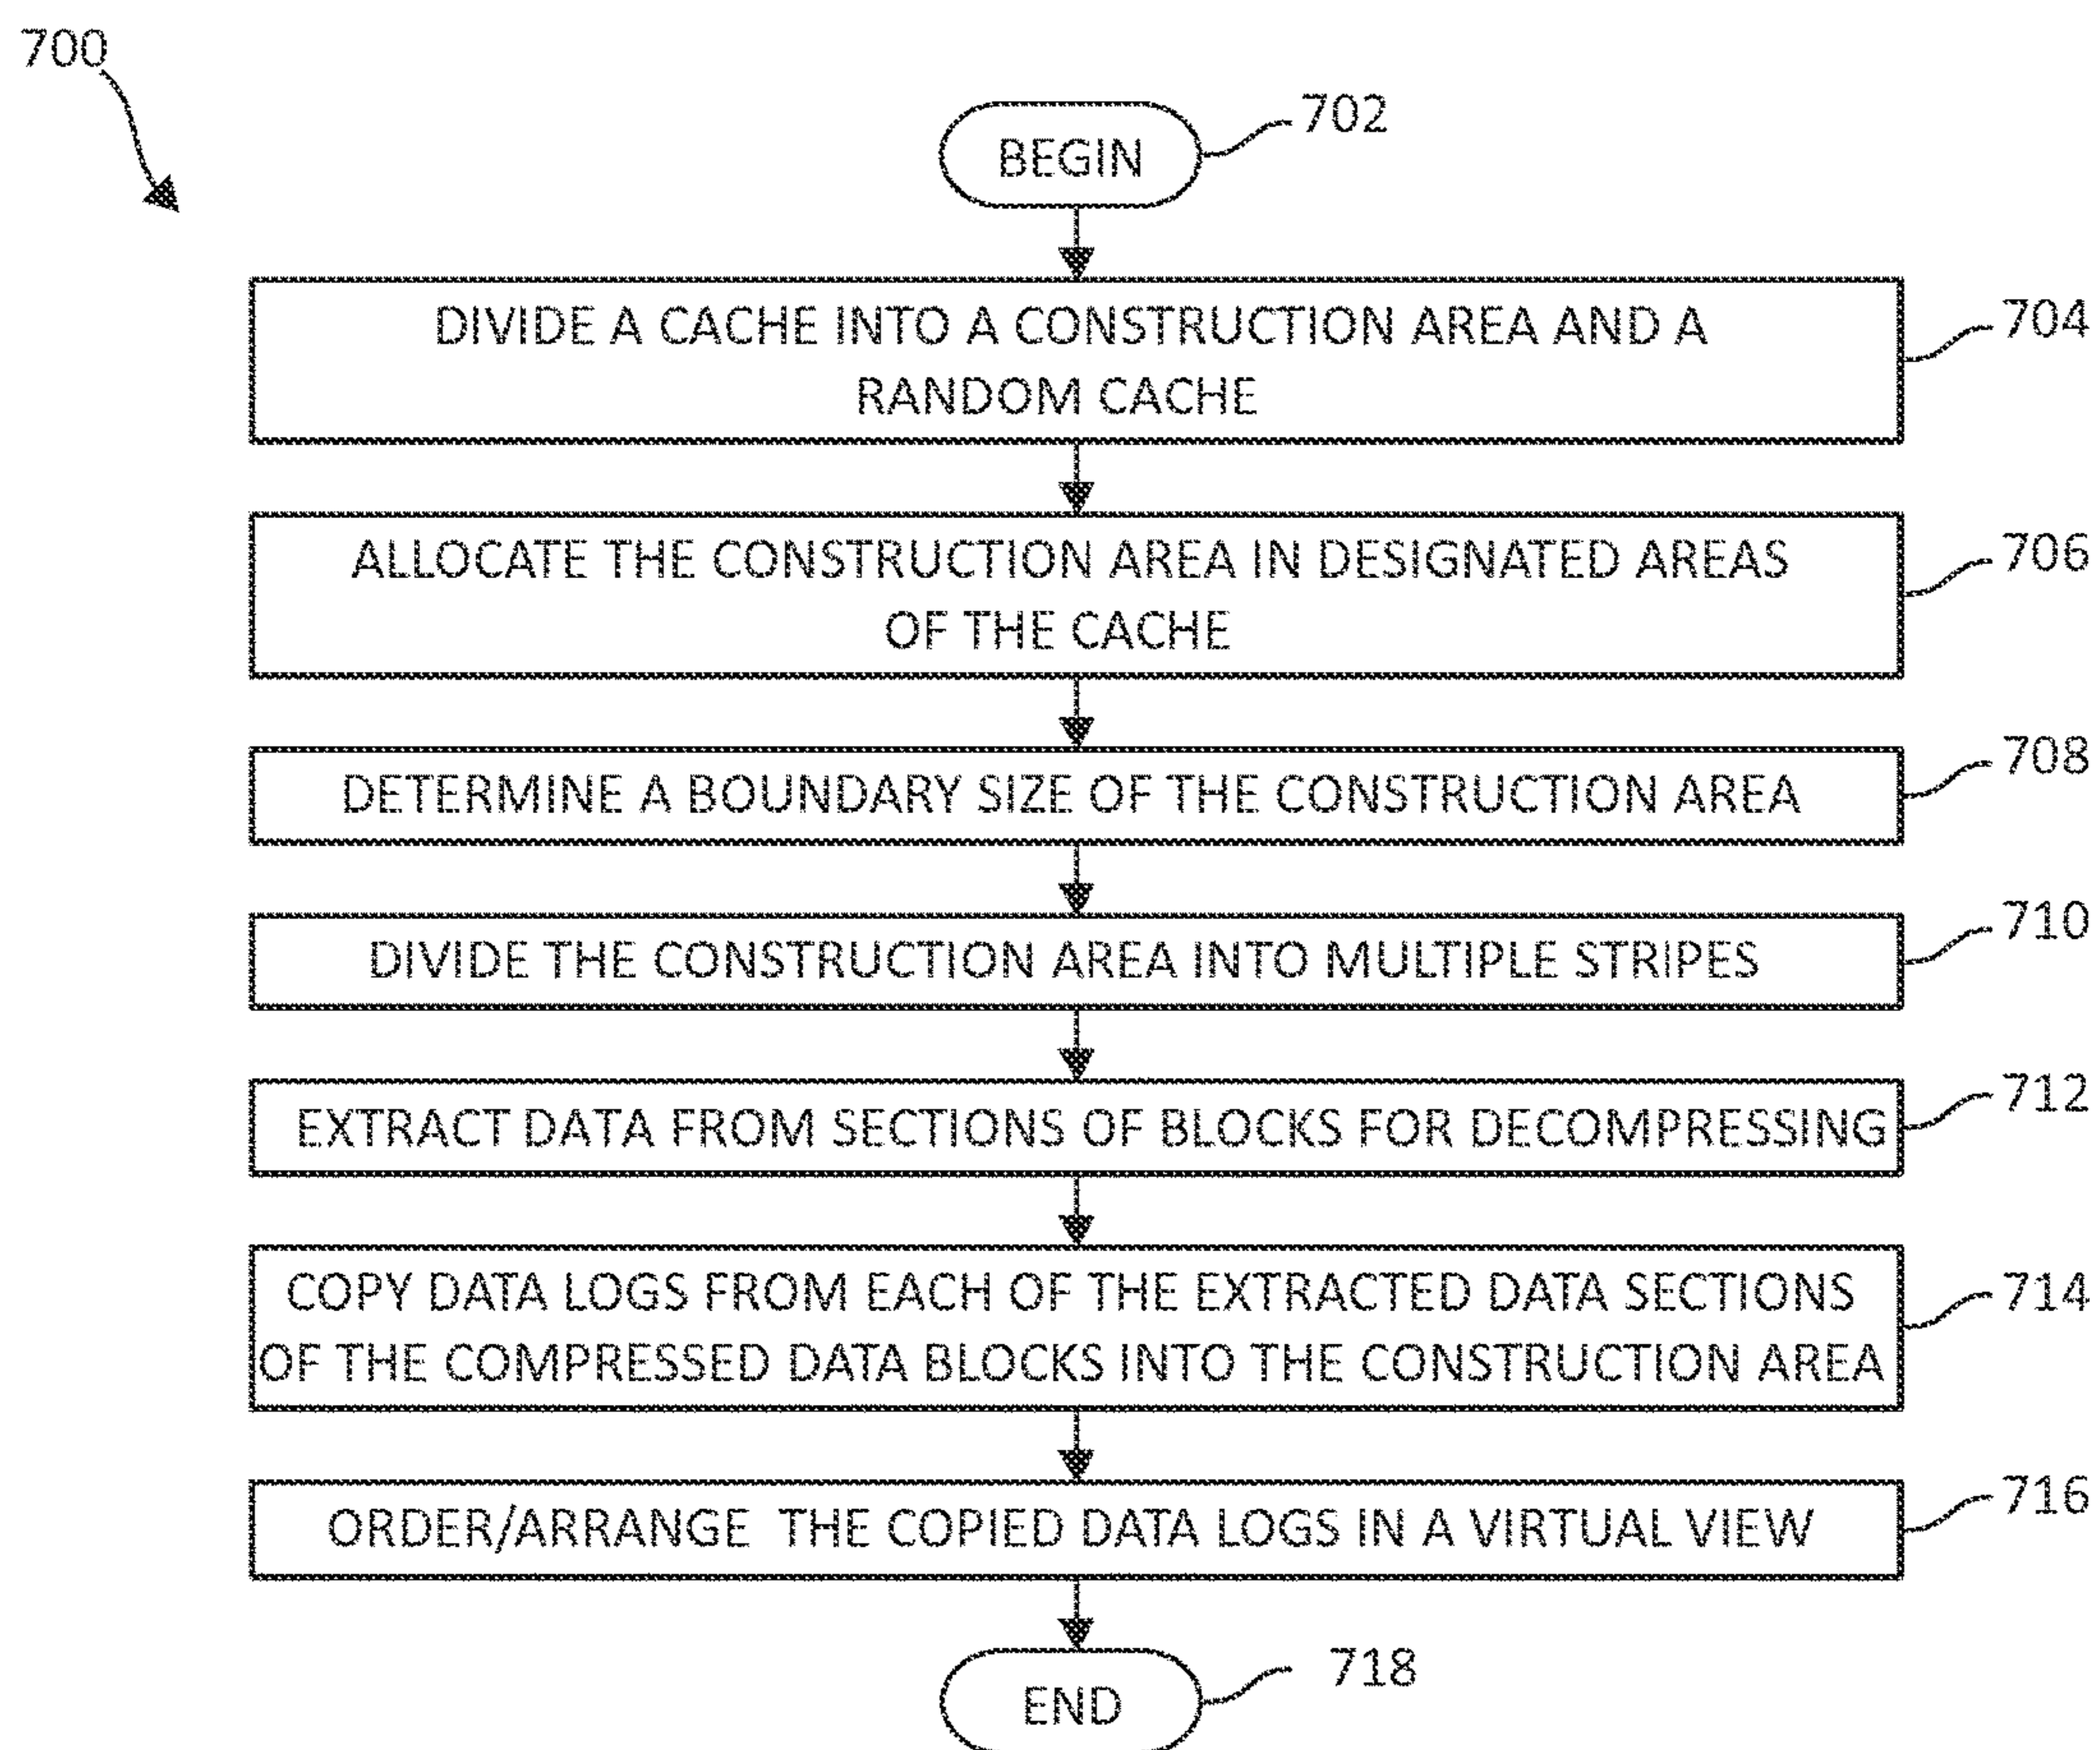 700
BEGIN
702
DIVIDE A CACHE INTO A CONSTRUCTION AREA AND A
RANDOM CACHE
704
ALLOCATE THE CONSTRUCTION AREA IN DESIGNATED AREAS
OF THE CACHE
706
DETERMINE A BOUNDARY SIZE OF THE CONSTRUCTION AREA
708
DIVIDE THE CONSTRUCTION AREA INTO MULTIPLE STRIPES
710
EXTRACT DATA FROM SECTIONS OF BLOCKS FOR DECOMPRESSING
712
COPY DATA LOGS FROM EACH OF THE EXTRACTED DATA SECTIONS
OF THE COMPRESSED DATA BLOCKS INTO THE CONSTRUCTION AREA
714
ORDER/ARRANGE THE COPIED DATA LOGS IN A VIRTUAL VIEW
716
END
718